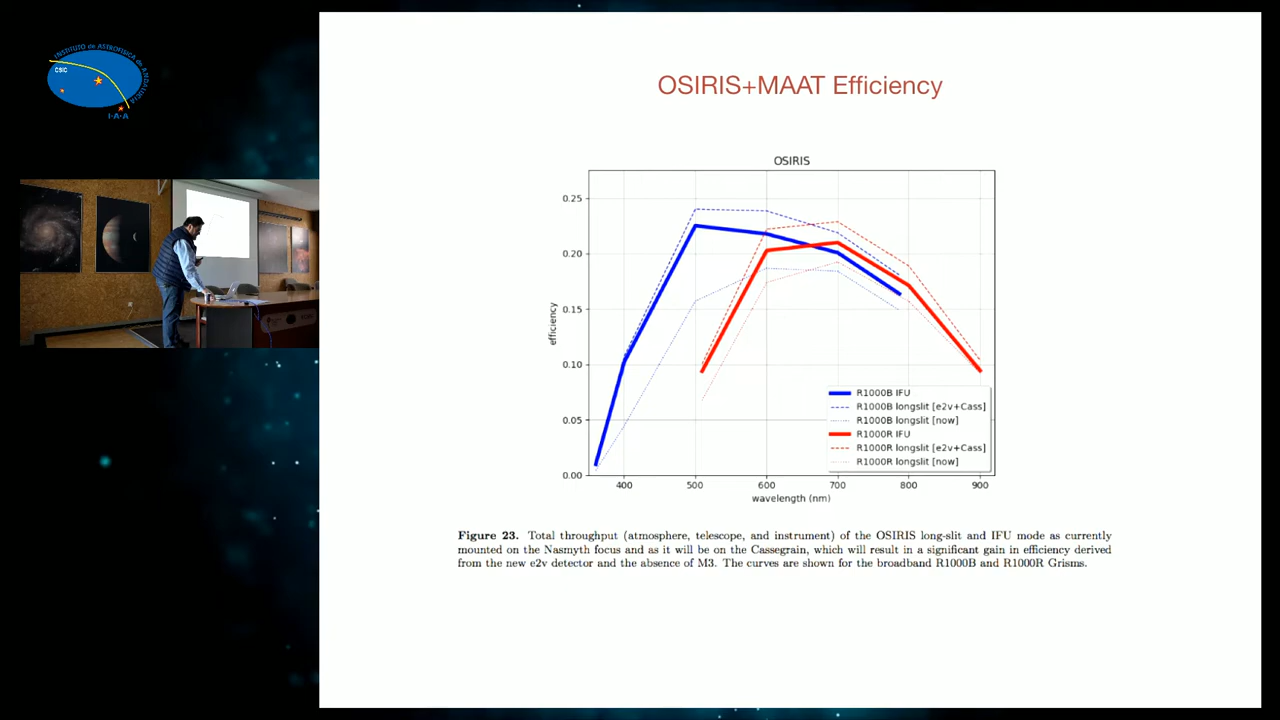 INSTITUTO de ASTROFISICA de ANDALUCIA
CSIC
I·A·A
OSIRIS+MAAT Efficiency
OSIRIS
0.25
0.20
0.15
0.10
0.05
0.00
efficiency
400 500 600 700 800 900
wavelength (nm)
R1000B IFU
R1000B longslit [e2v+Cass]
R1000B longslit [now]
R1000R IFU
R1000R longslit [e2v+Cass]
R1000R longslit [now]
Figure 23. Total throughput (atmosphere, telescope, and instrument) of the OSIRIS long-slit and IFU mode as currently
mounted on the Nasmyth focus and as it will be on the Cassegrain, which will result in a significant gain in efficiency derived
from the new e2v detector and the absence of M3. The curves are shown for the broadband R1000B and R1000R Grisms.